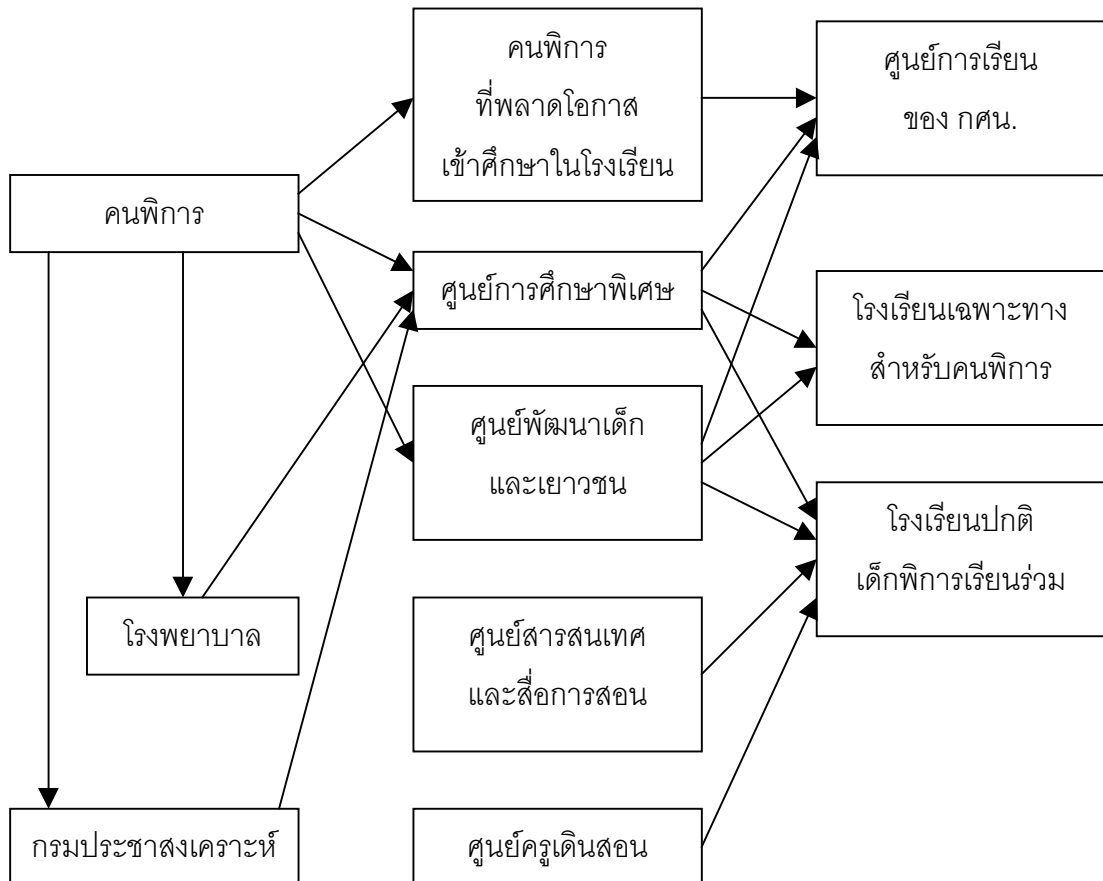 คนพิการ
ที่พลาดโอกาส
เข้าศึกษาในโรงเรียน
ศูนย์การเรียน
ของ กศน.
คนพิการ
ศูนย์การศึกษาพิเศษ
โรงเรียนเฉพาะทาง
สำหรับคนพิการ
ศูนย์พัฒนาเด็ก
และเยาวชน
โรงเรียนปกติ
เด็กพิการเรียนร่วม
โรงพยาบาล
ศูนย์สารสนเทศ
และสื่อการสอน
กรมประชาสงเคราะห์
ศูนย์ครูเดินสอน